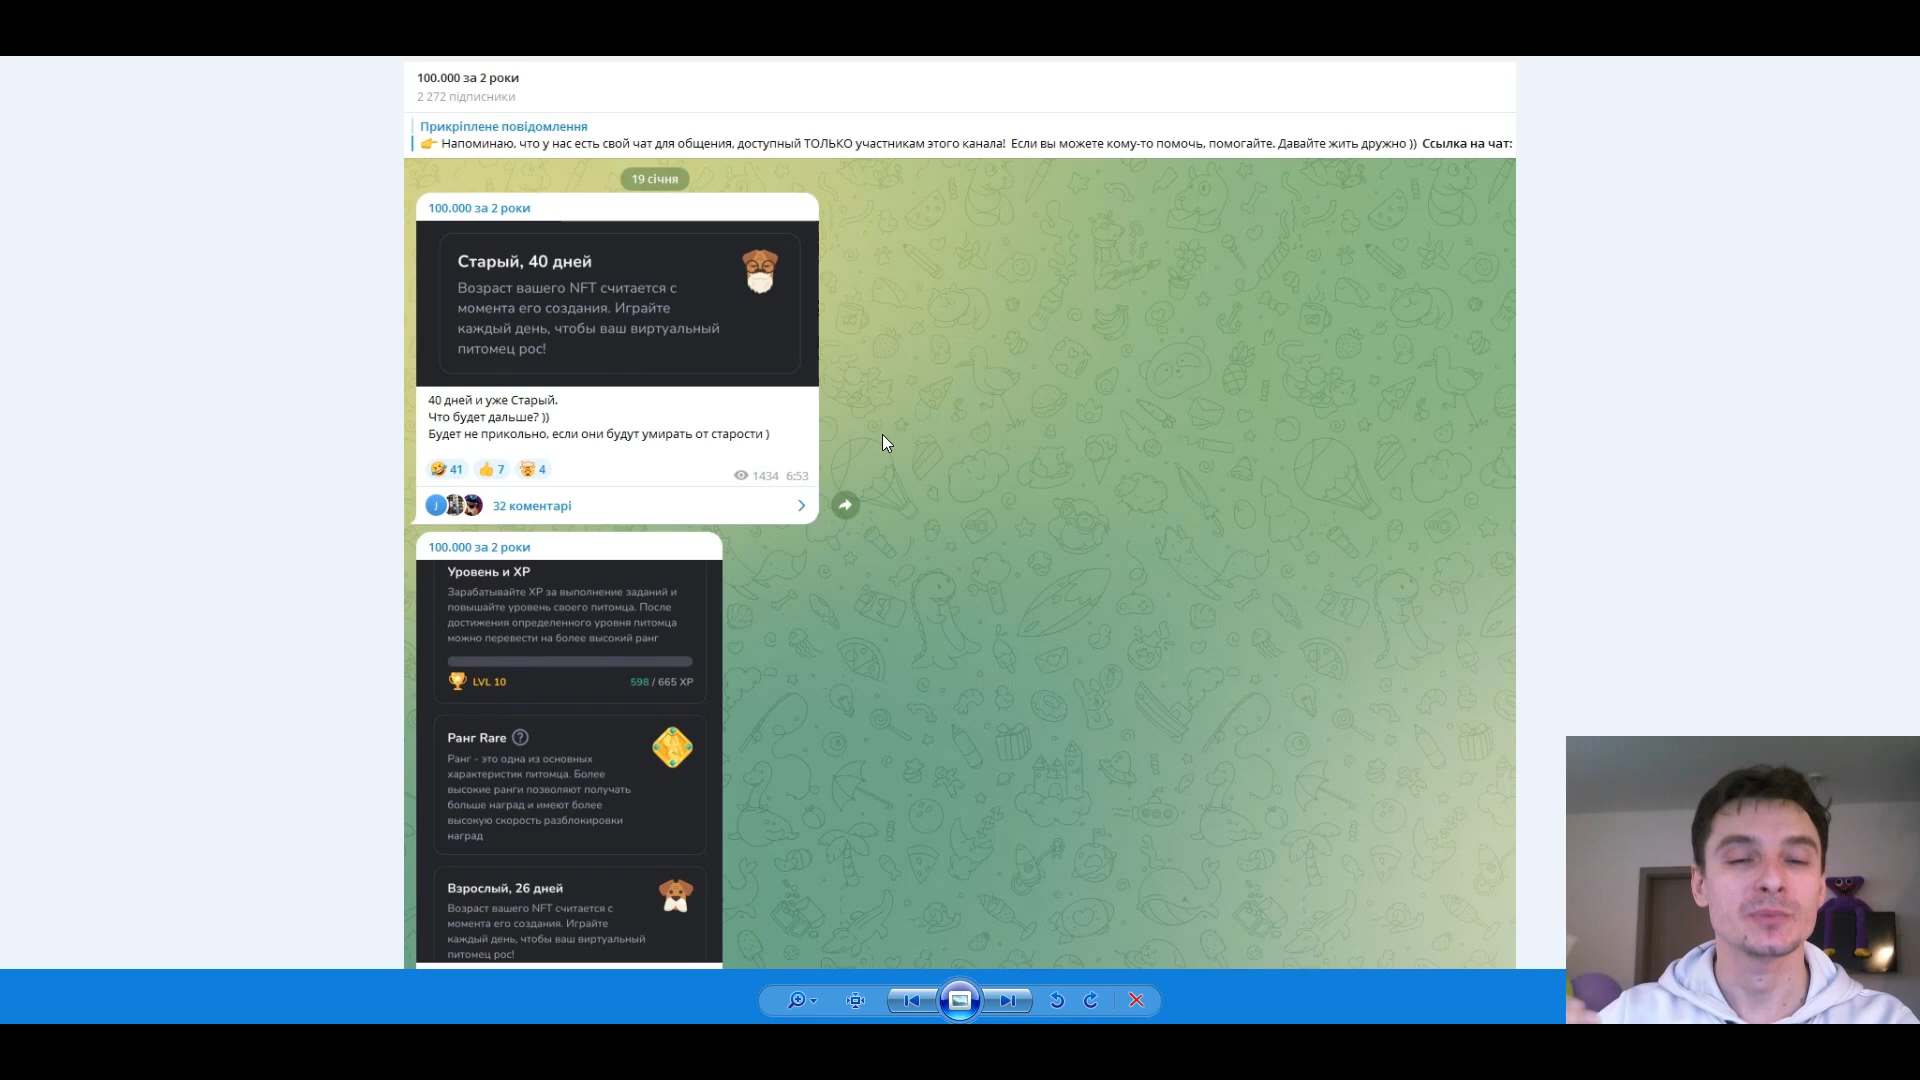 100.000 за 2 роки
2 272 підписники
Прикріплене повідомлення
👉 Напоминаю, что у нас есть свой чат для общения, доступный ТОЛЬКО участникам этого канала! Если вы можете кому-то помочь, помогайте. Давайте жить дружно )) Ссылка на чат:
19 січня
100.000 за 2 роки
Старый, 40 дней
Возраст вашего NFT считается с
момента его создания. Играйте
каждый день, чтобы ваш виртуальный
питомец рос!
40 дней и уже Старый.
Что будет дальше? ))
Будет не прикольно, если они будут умирать от старости )
🤣 41 👍 7 🤯 4
1434 6:53
J
32 коментарі
100.000 за 2 роки
Уровень и XP
Зарабатывайте XP за выполнение заданий и
повышайте уровень своего питомца. После
достижения определенного уровня питомца
можно перевести на более высокий ранг
LVL 10
598 / 665 XP
Ранг Rare ?
Ранг - это одна из основных
характеристик питомца. Более
высокие ранги позволяют получать
больше наград и имеют более
высокую скорость разблокировки
наград
Взрослый, 26 дней
Возраст вашего NFT считается с
момента его создания. Играйте
каждый день, чтобы ваш виртуальный
питомец рос!